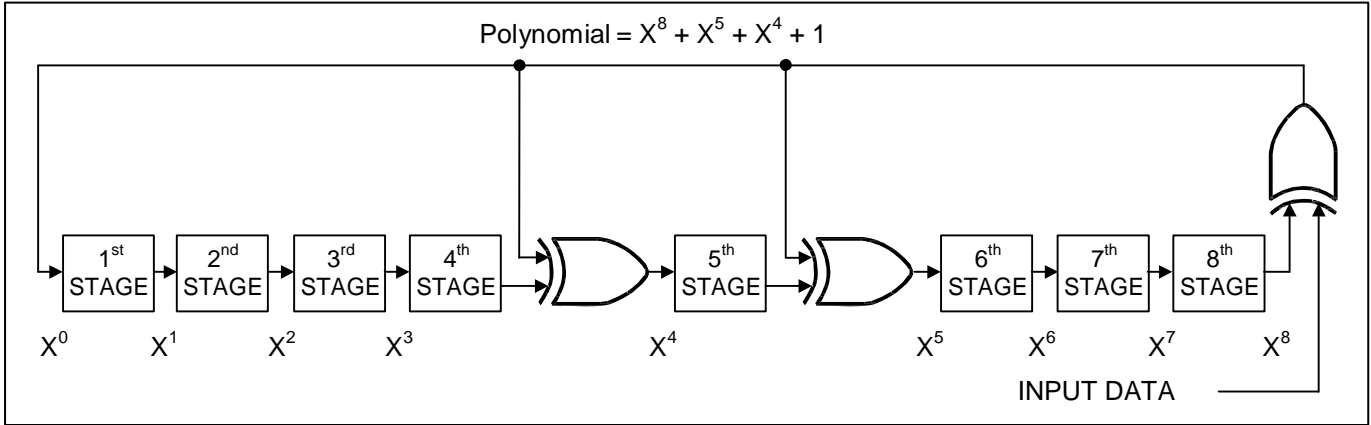 Polynomial = X⁸ + X⁵ + X⁴ + 1
1st STAGE
2nd STAGE
3rd STAGE
4th STAGE
5th STAGE
6th STAGE
7th STAGE
8th STAGE
X⁰ X¹ X² X³ X⁴ X⁵ X⁶ X⁷ X⁸
INPUT DATA